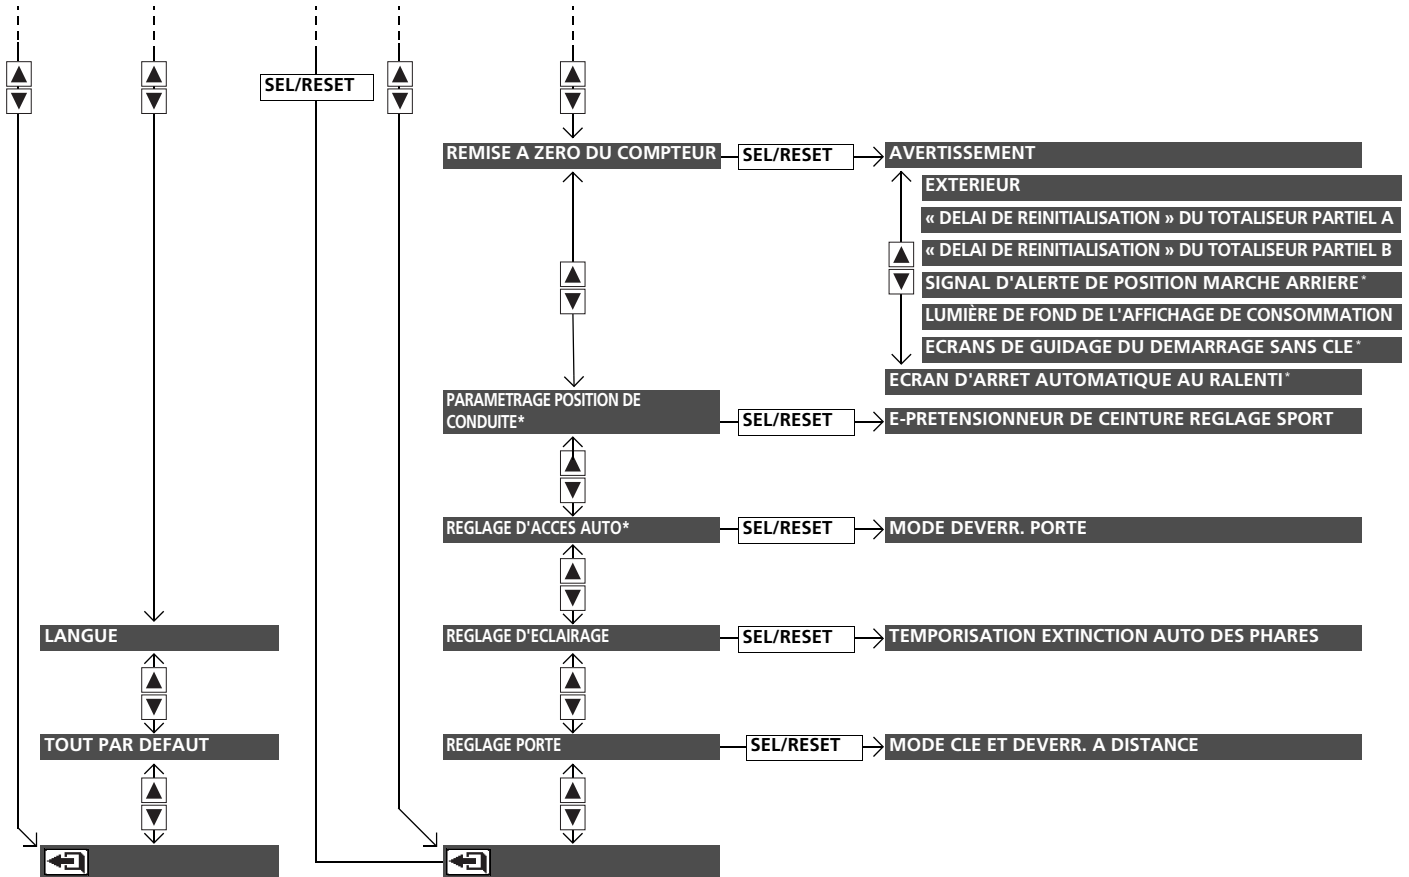 SEL/RESET
REMISE A ZERO DU COMPTEUR
SEL/RESET
AVERTISSEMENT
EXTERIEUR
« DELAI DE REINITIALISATION » DU TOTALISEUR PARTIEL A
« DELAI DE REINITIALISATION » DU TOTALISEUR PARTIEL B
SIGNAL D'ALERTE DE POSITION MARCHE ARRIERE*
LUMIÈRE DE FOND DE L'AFFICHAGE DE CONSOMMATION
ECRANS DE GUIDAGE DU DEMARRAGE SANS CLE*
ECRAN D'ARRET AUTOMATIQUE AU RALENTI*
PARAMETRAGE POSITION DE
CONDUITE*
SEL/RESET
E-PRETENSIONNEUR DE CEINTURE REGLAGE SPORT
REGLAGE D'ACCES AUTO*
SEL/RESET
MODE DEVERR. PORTE
LANGUE
REGLAGE D'ECLAIRAGE
SEL/RESET
TEMPORISATION EXTINCTION AUTO DES PHARES
TOUT PAR DEFAUT
REGLAGE PORTE
SEL/RESET
MODE CLE ET DEVERR. A DISTANCE